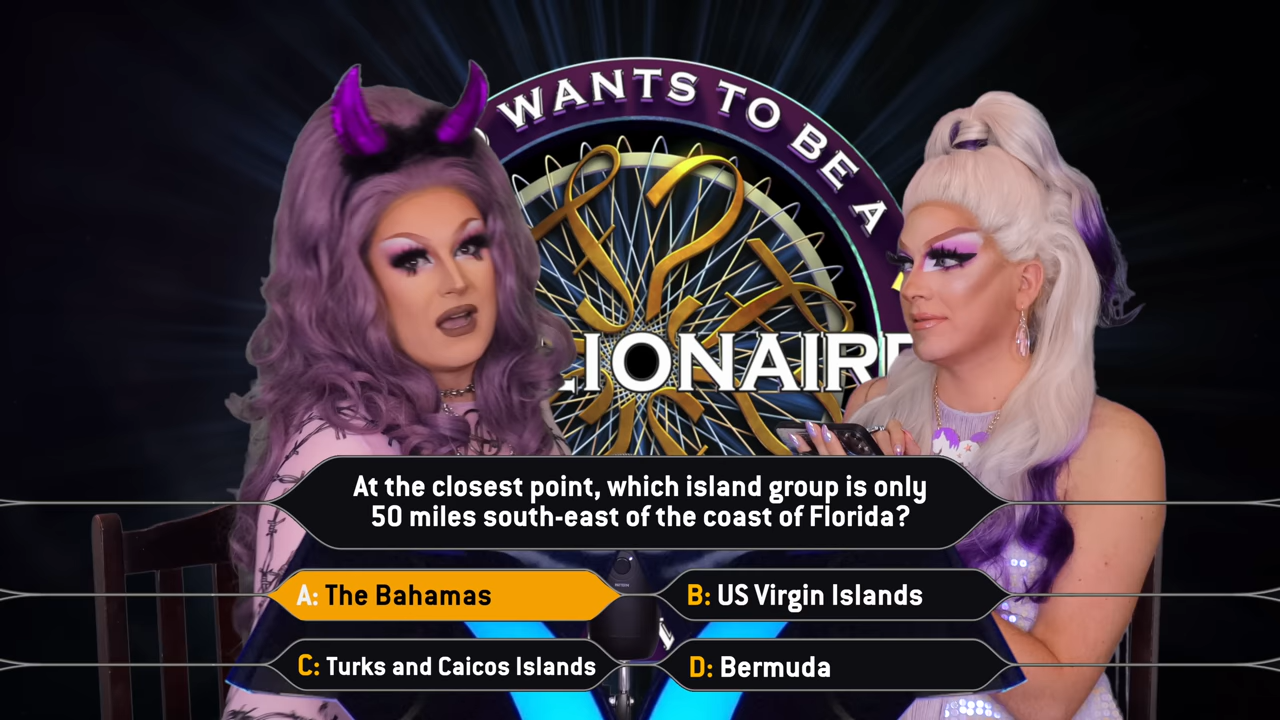 WANTS TO BE A
LIONAIRE
At the closest point, which island group is only
50 miles south-east of the coast of Florida?
A: The Bahamas
B: US Virgin Islands
C: Turks and Caicos Islands
D: Bermuda